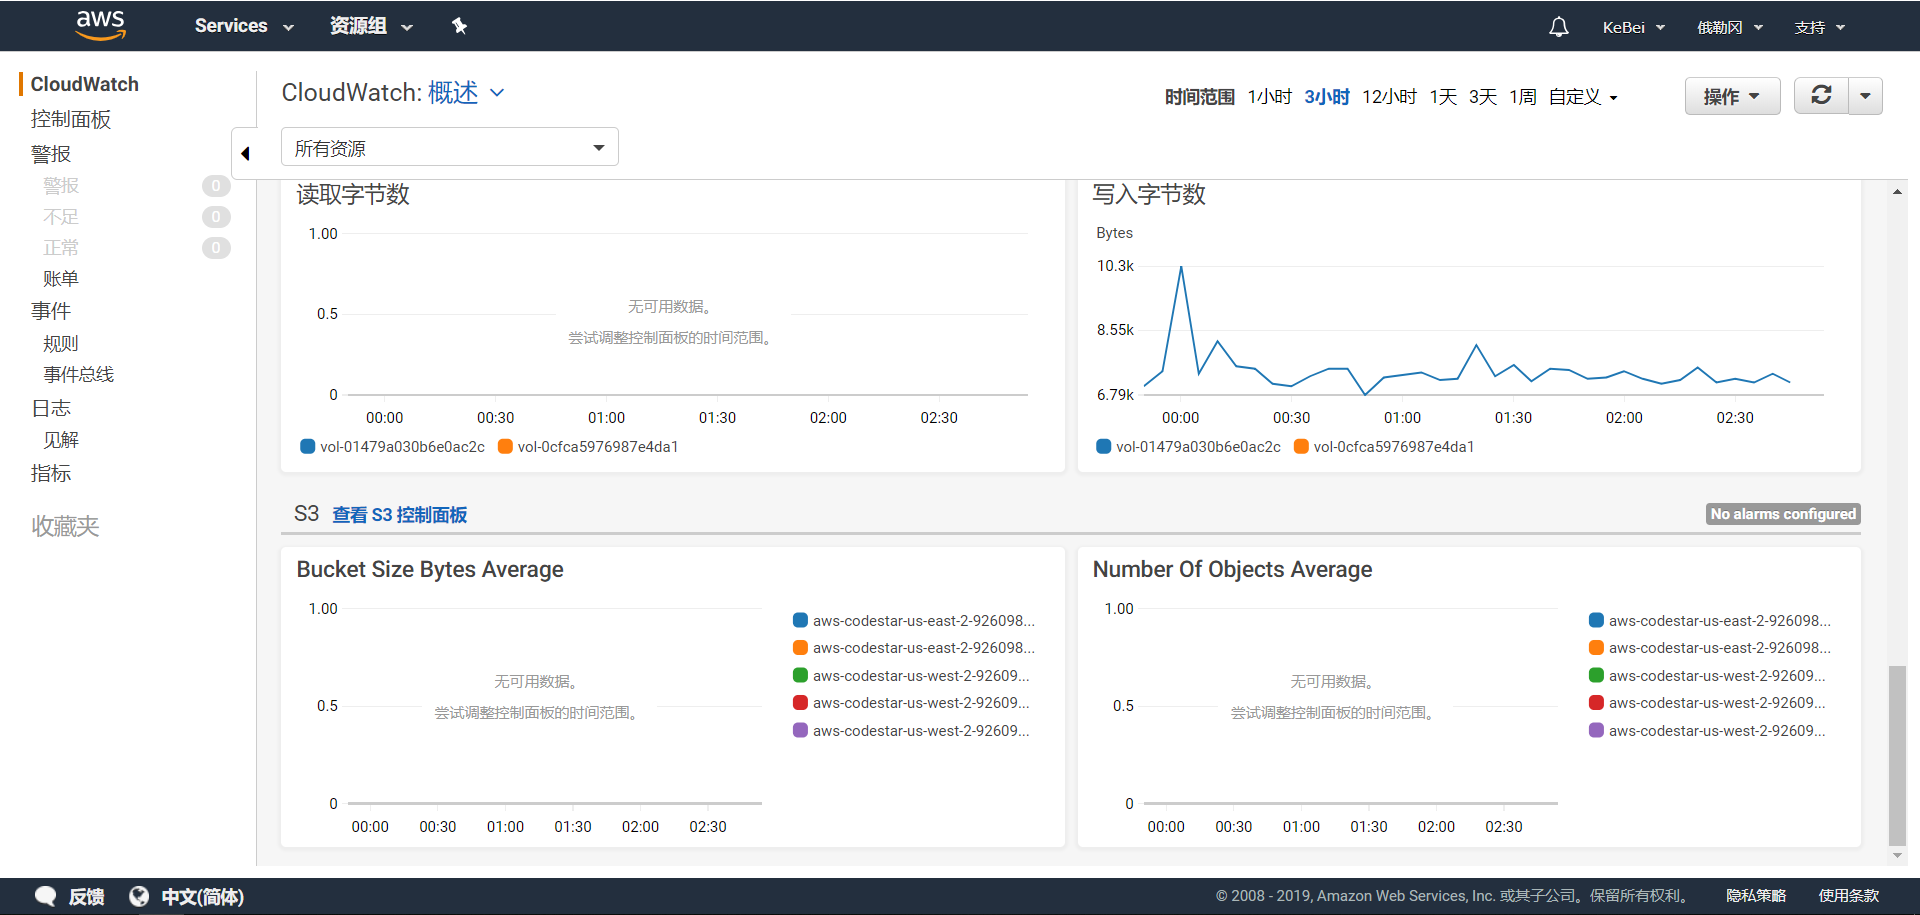 aws
Services
资源组
KeBei
俄勒冈
支持
CloudWatch
控制面板
警报
警报 0
不足 0
正常 0
账单
事件
规则
事件总线
日志
见解
指标
收藏夹
CloudWatch: 概述
时间范围 1小时 3小时 12小时 1天 3天 1周 自定义
操作
所有资源
读取字节数
1.00
0.5
0
无可用数据。
尝试调整控制面板的时间范围。
00:00 00:30 01:00 01:30 02:00 02:30
vol-01479a030b6e0ac2c vol-0cfca5976987e4da1
写入字节数
Bytes
10.3k
8.55k
6.79k
00:00 00:30 01:00 01:30 02:00 02:30
vol-01479a030b6e0ac2c vol-0cfca5976987e4da1
S3 查看 S3 控制面板
No alarms configured
Bucket Size Bytes Average
1.00
0.5
0
无可用数据。
尝试调整控制面板的时间范围。
00:00 00:30 01:00 01:30 02:00 02:30
aws-codestar-us-east-2-926098...
aws-codestar-us-east-2-926098...
aws-codestar-us-west-2-92609...
aws-codestar-us-west-2-92609...
aws-codestar-us-west-2-92609...
Number Of Objects Average
1.00
0.5
0
无可用数据。
尝试调整控制面板的时间范围。
00:00 00:30 01:00 01:30 02:00 02:30
aws-codestar-us-east-2-926098...
aws-codestar-us-east-2-926098...
aws-codestar-us-west-2-92609...
aws-codestar-us-west-2-92609...
aws-codestar-us-west-2-92609...
反馈
中文(简体)
© 2008 - 2019, Amazon Web Services, Inc. 或其子公司。保留所有权利。
隐私策略
使用条款